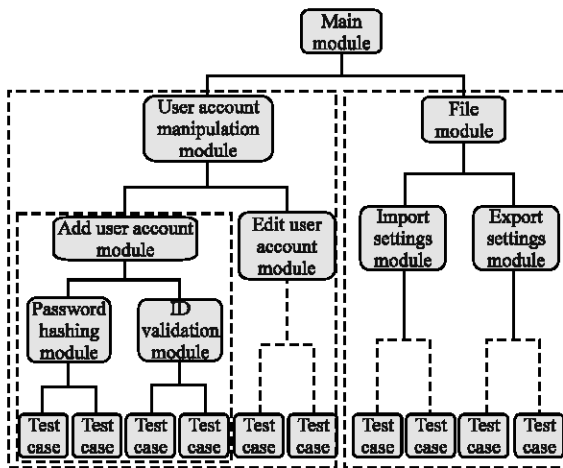 Main
module
User account
manipulation
module
File
module
Add user account
module
Edit user
account
module
Import
settings
module
Export
settings
module
Password
hashing
module
ID
validation
module
Test
case
Test
case
Test
case
Test
case
Test
case
Test
case
Test
case
Test
case
Test
case
Test
case